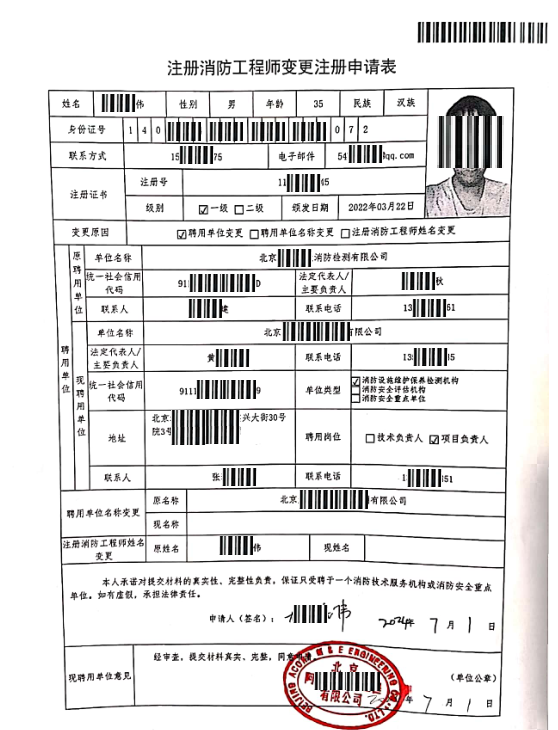 注册消防工程师变更注册申请表
姓名 伟 性别 男 年龄 35 民族 汉族
身份证号 1 4 0 0 7 2
联系方式 15 75 电子邮件 54 qq.com
注册证书 注册号 11 45
级别 ☑一级 □二级 颁发日期 2022年03月22日
变更原因 ☑聘用单位变更 □聘用单位名称变更 □注册消防工程师姓名变更
聘用单位
原聘用单位
单位名称 北京 消防检测有限公司
统一社会信用代码 911 D 法定代表人/主要负责人 秋
联系人 建 联系电话 13 61
现聘用单位
单位名称 北京 有限公司
法定代表人/主要负责人 黄 联系电话 13 15
统一社会信用代码 9111 9 单位类型 ☑消防设施维护保养检测机构
□消防安全评估机构
□消防安全重点单位
地址 北京 兴大街30号
院3 聘用岗位 □技术负责人 ☑项目负责人
联系人 张 联系电话 1 351
聘用单位名称变更 原名称 北京 有限公司
现名称
注册消防工程师姓名变更 原姓名 伟 现姓名
本人承诺对提交材料的真实性、完整性负责，保证只受聘于一个消防技术服务机构或消防安全重点
单位。如有虚假，承担法律责任。
申请人（签名）： 伟 2024年 7 月 1 日
现聘用单位意见 经审查，提交材料真实、完整，同意
BEIJING M & E ENGINEERING CO., LTD.
北京
有限公司
（单位公章）
年 7 月 1 日